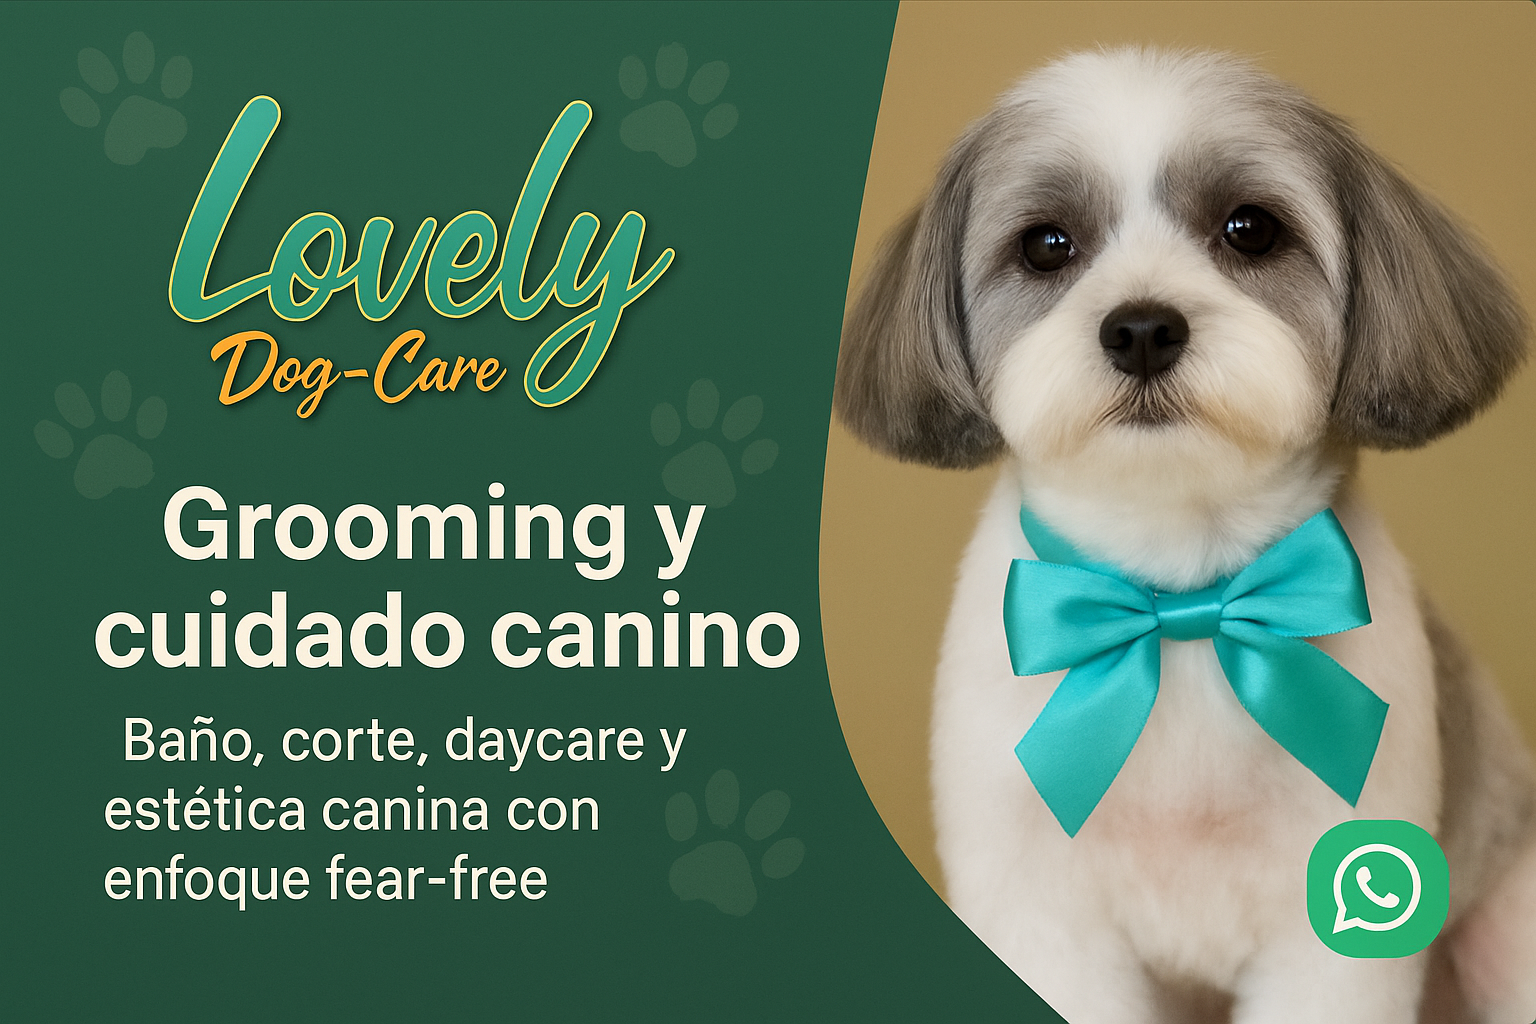 Lovely
Dog-Care
Grooming y
cuidado canino
Baño, corte, daycare y
estética canina con
enfoque fear-free